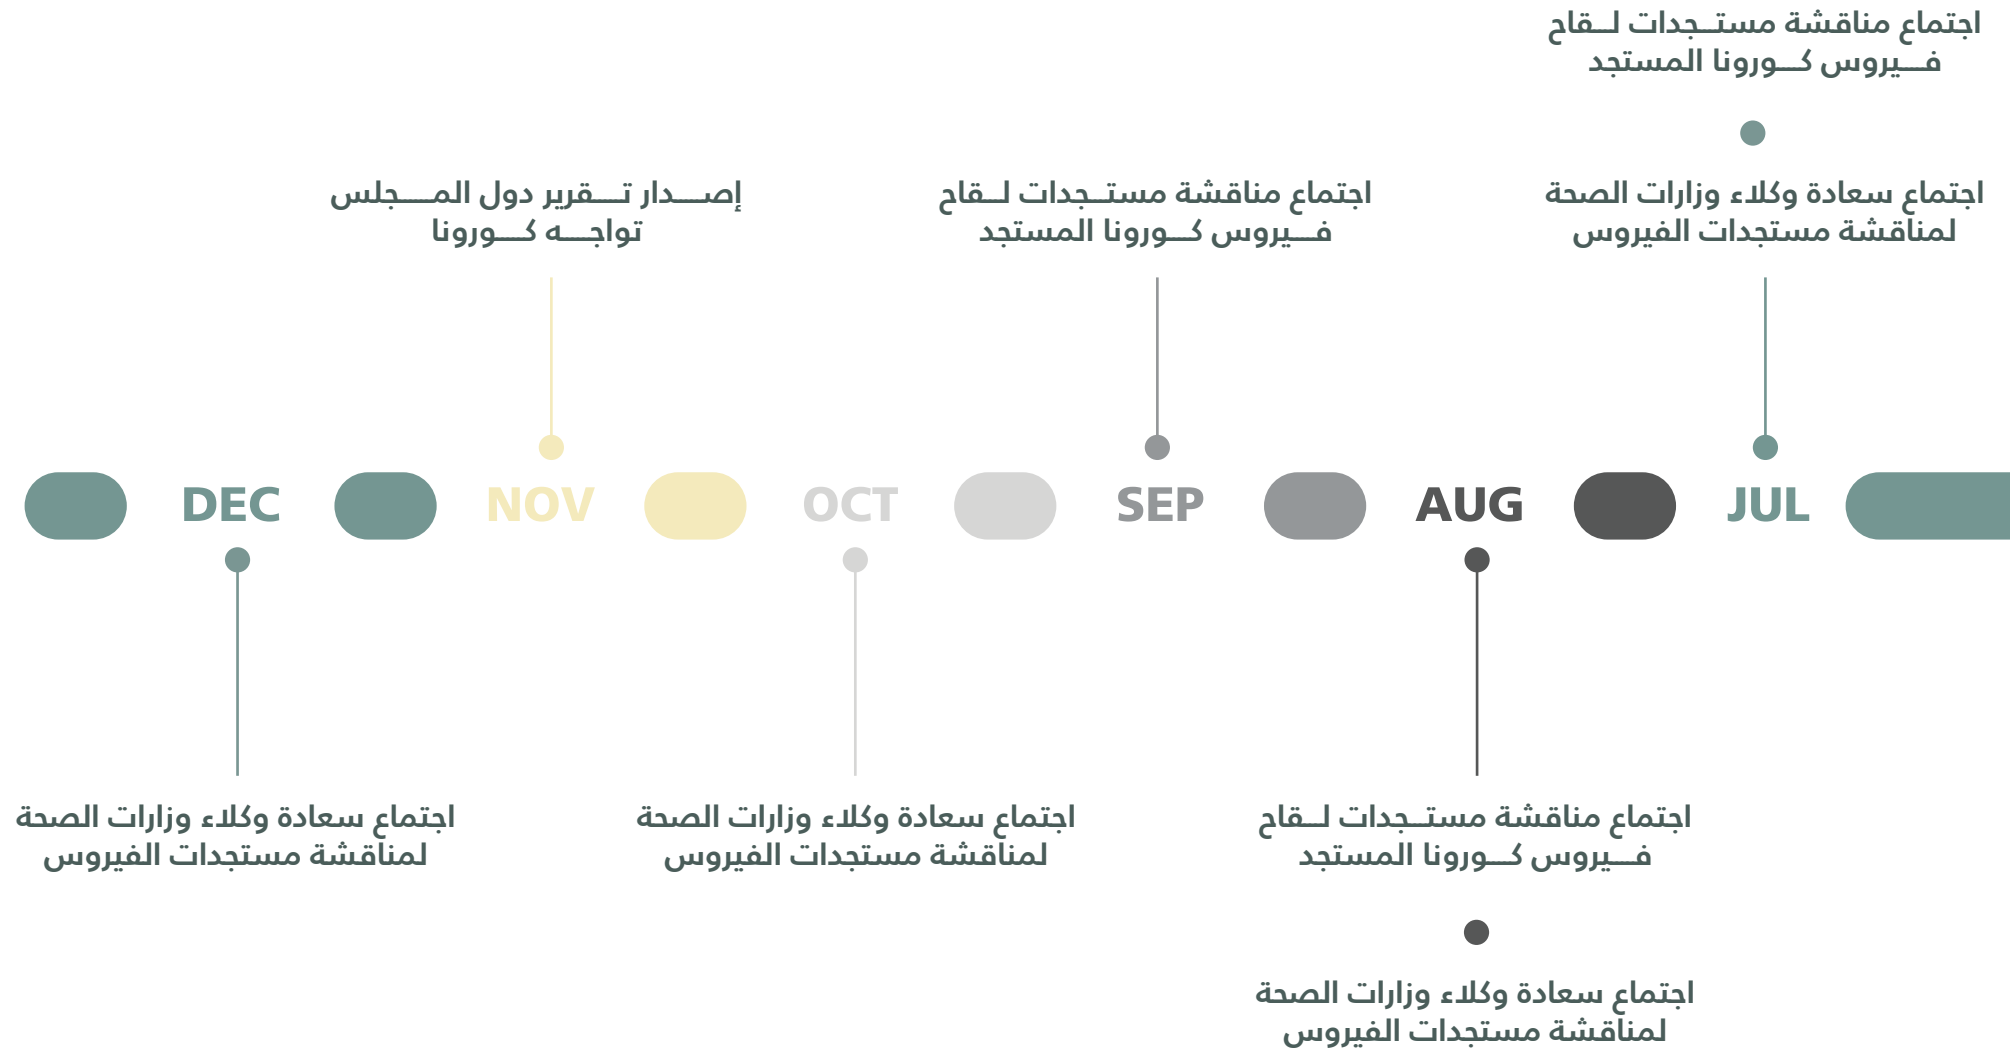 اجتماع مناقشة مستـجدات لـقاح
فـيروس كـورونا المستجد
اجتماع سعادة وكلاء وزارات الصحة
لمناقشة مستجدات الفيروس
اجتماع مناقشة مستـجدات لـقاح
فـيروس كـورونا المستجد
إصـدار تـقرير دول المـجلس
تواجـه كـورونا
JUL
AUG
SEP
OCT
NOV
DEC
اجتماع مناقشة مستـجدات لـقاح
فـيروس كـورونا المستجد
اجتماع سعادة وكلاء وزارات الصحة
لمناقشة مستجدات الفيروس
اجتماع سعادة وكلاء وزارات الصحة
لمناقشة مستجدات الفيروس
اجتماع سعادة وكلاء وزارات الصحة
لمناقشة مستجدات الفيروس